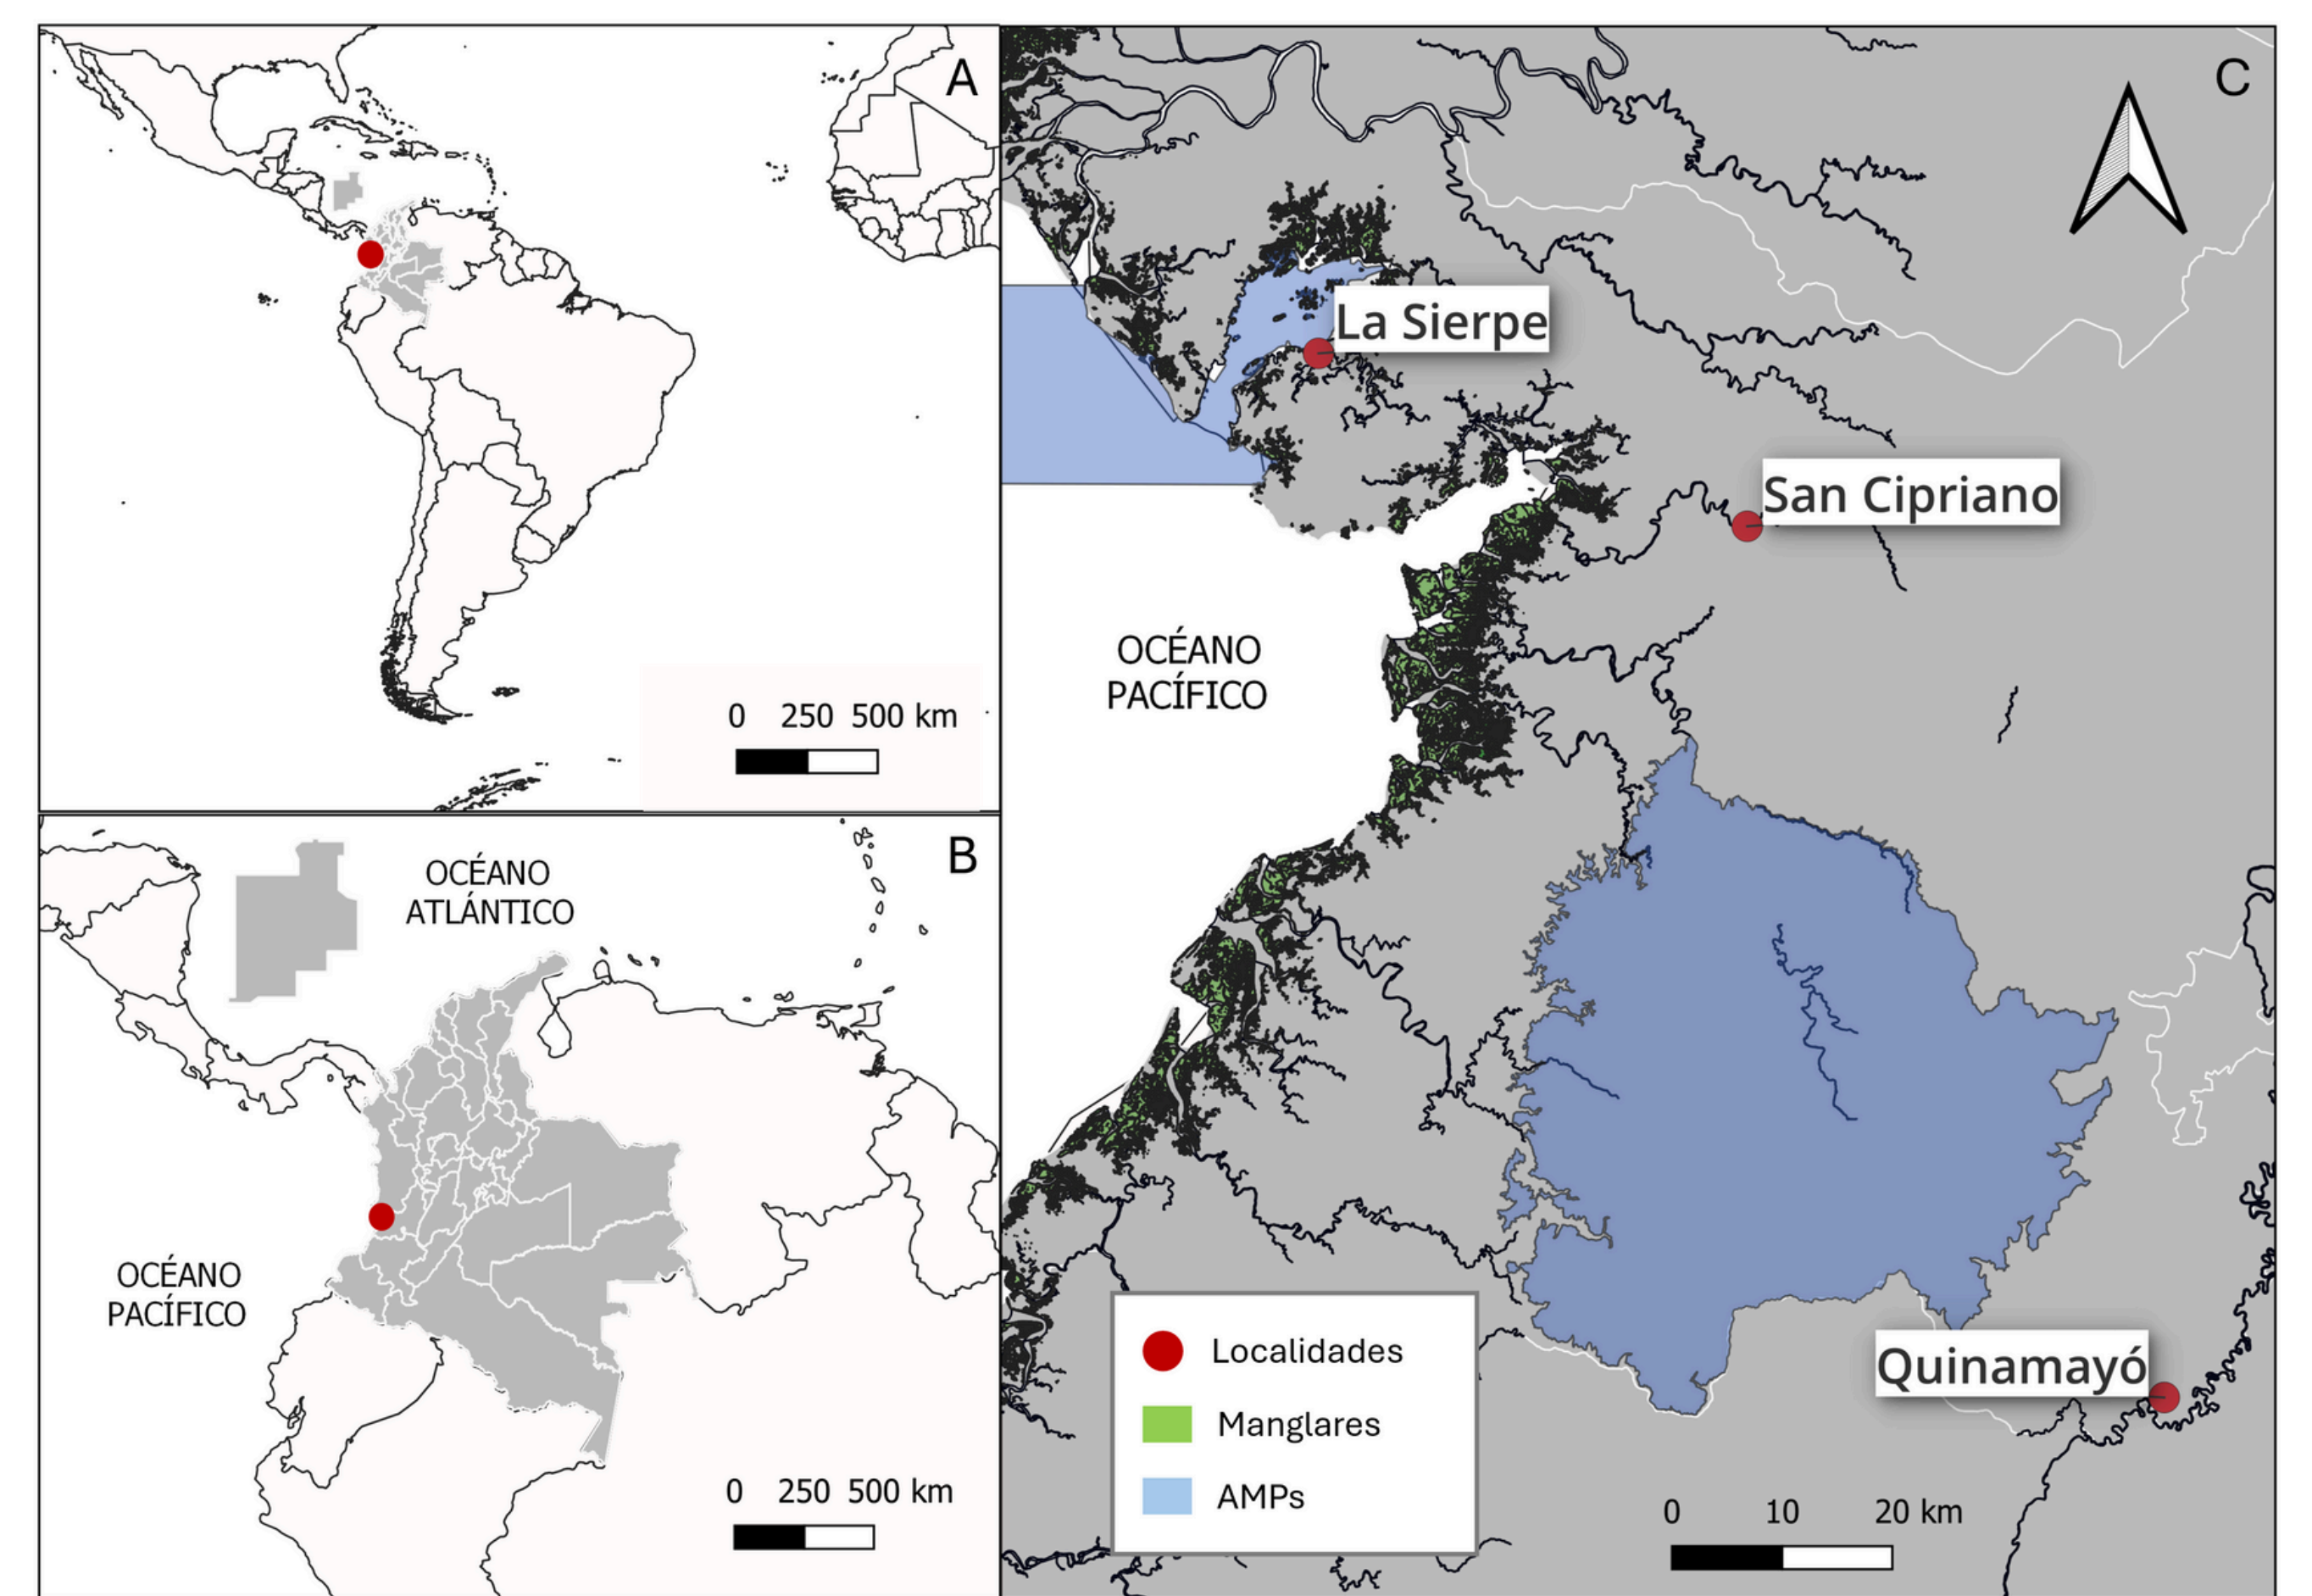 A
0 250 500 km
B
OCÉANO
ATLÁNTICO
OCÉANO
PACÍFICO
0 250 500 km
C
La Sierpe
San Cipriano
OCÉANO
PACÍFICO
Quinamayó
Localidades
Manglares
AMPs
0 10 20 km